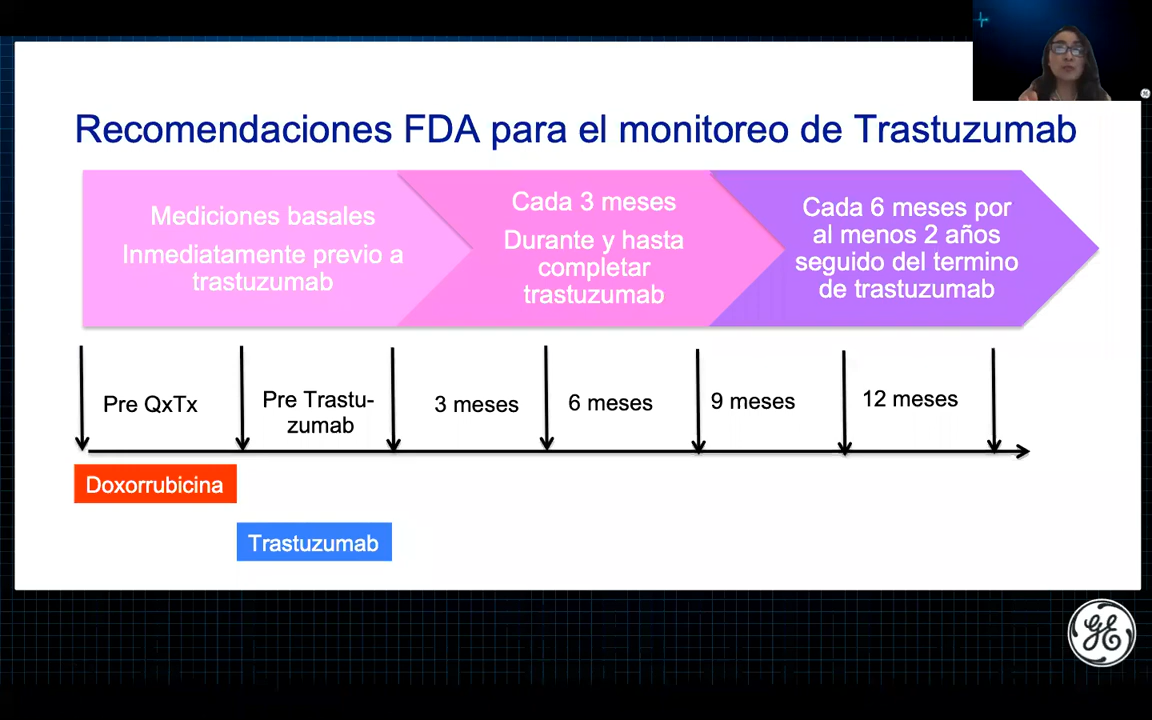 Recomendaciones FDA para el monitoreo de Trastuzumab
Mediciones basales
Inmediatamente previo a
trastuzumab
Cada 3 meses
Durante y hasta
completar
trastuzumab
Cada 6 meses por
al menos 2 años
seguido del termino
de trastuzumab
Pre QxTx
Pre Trastu-
zumab
3 meses
6 meses
9 meses
12 meses
Doxorrubicina
Trastuzumab
GE